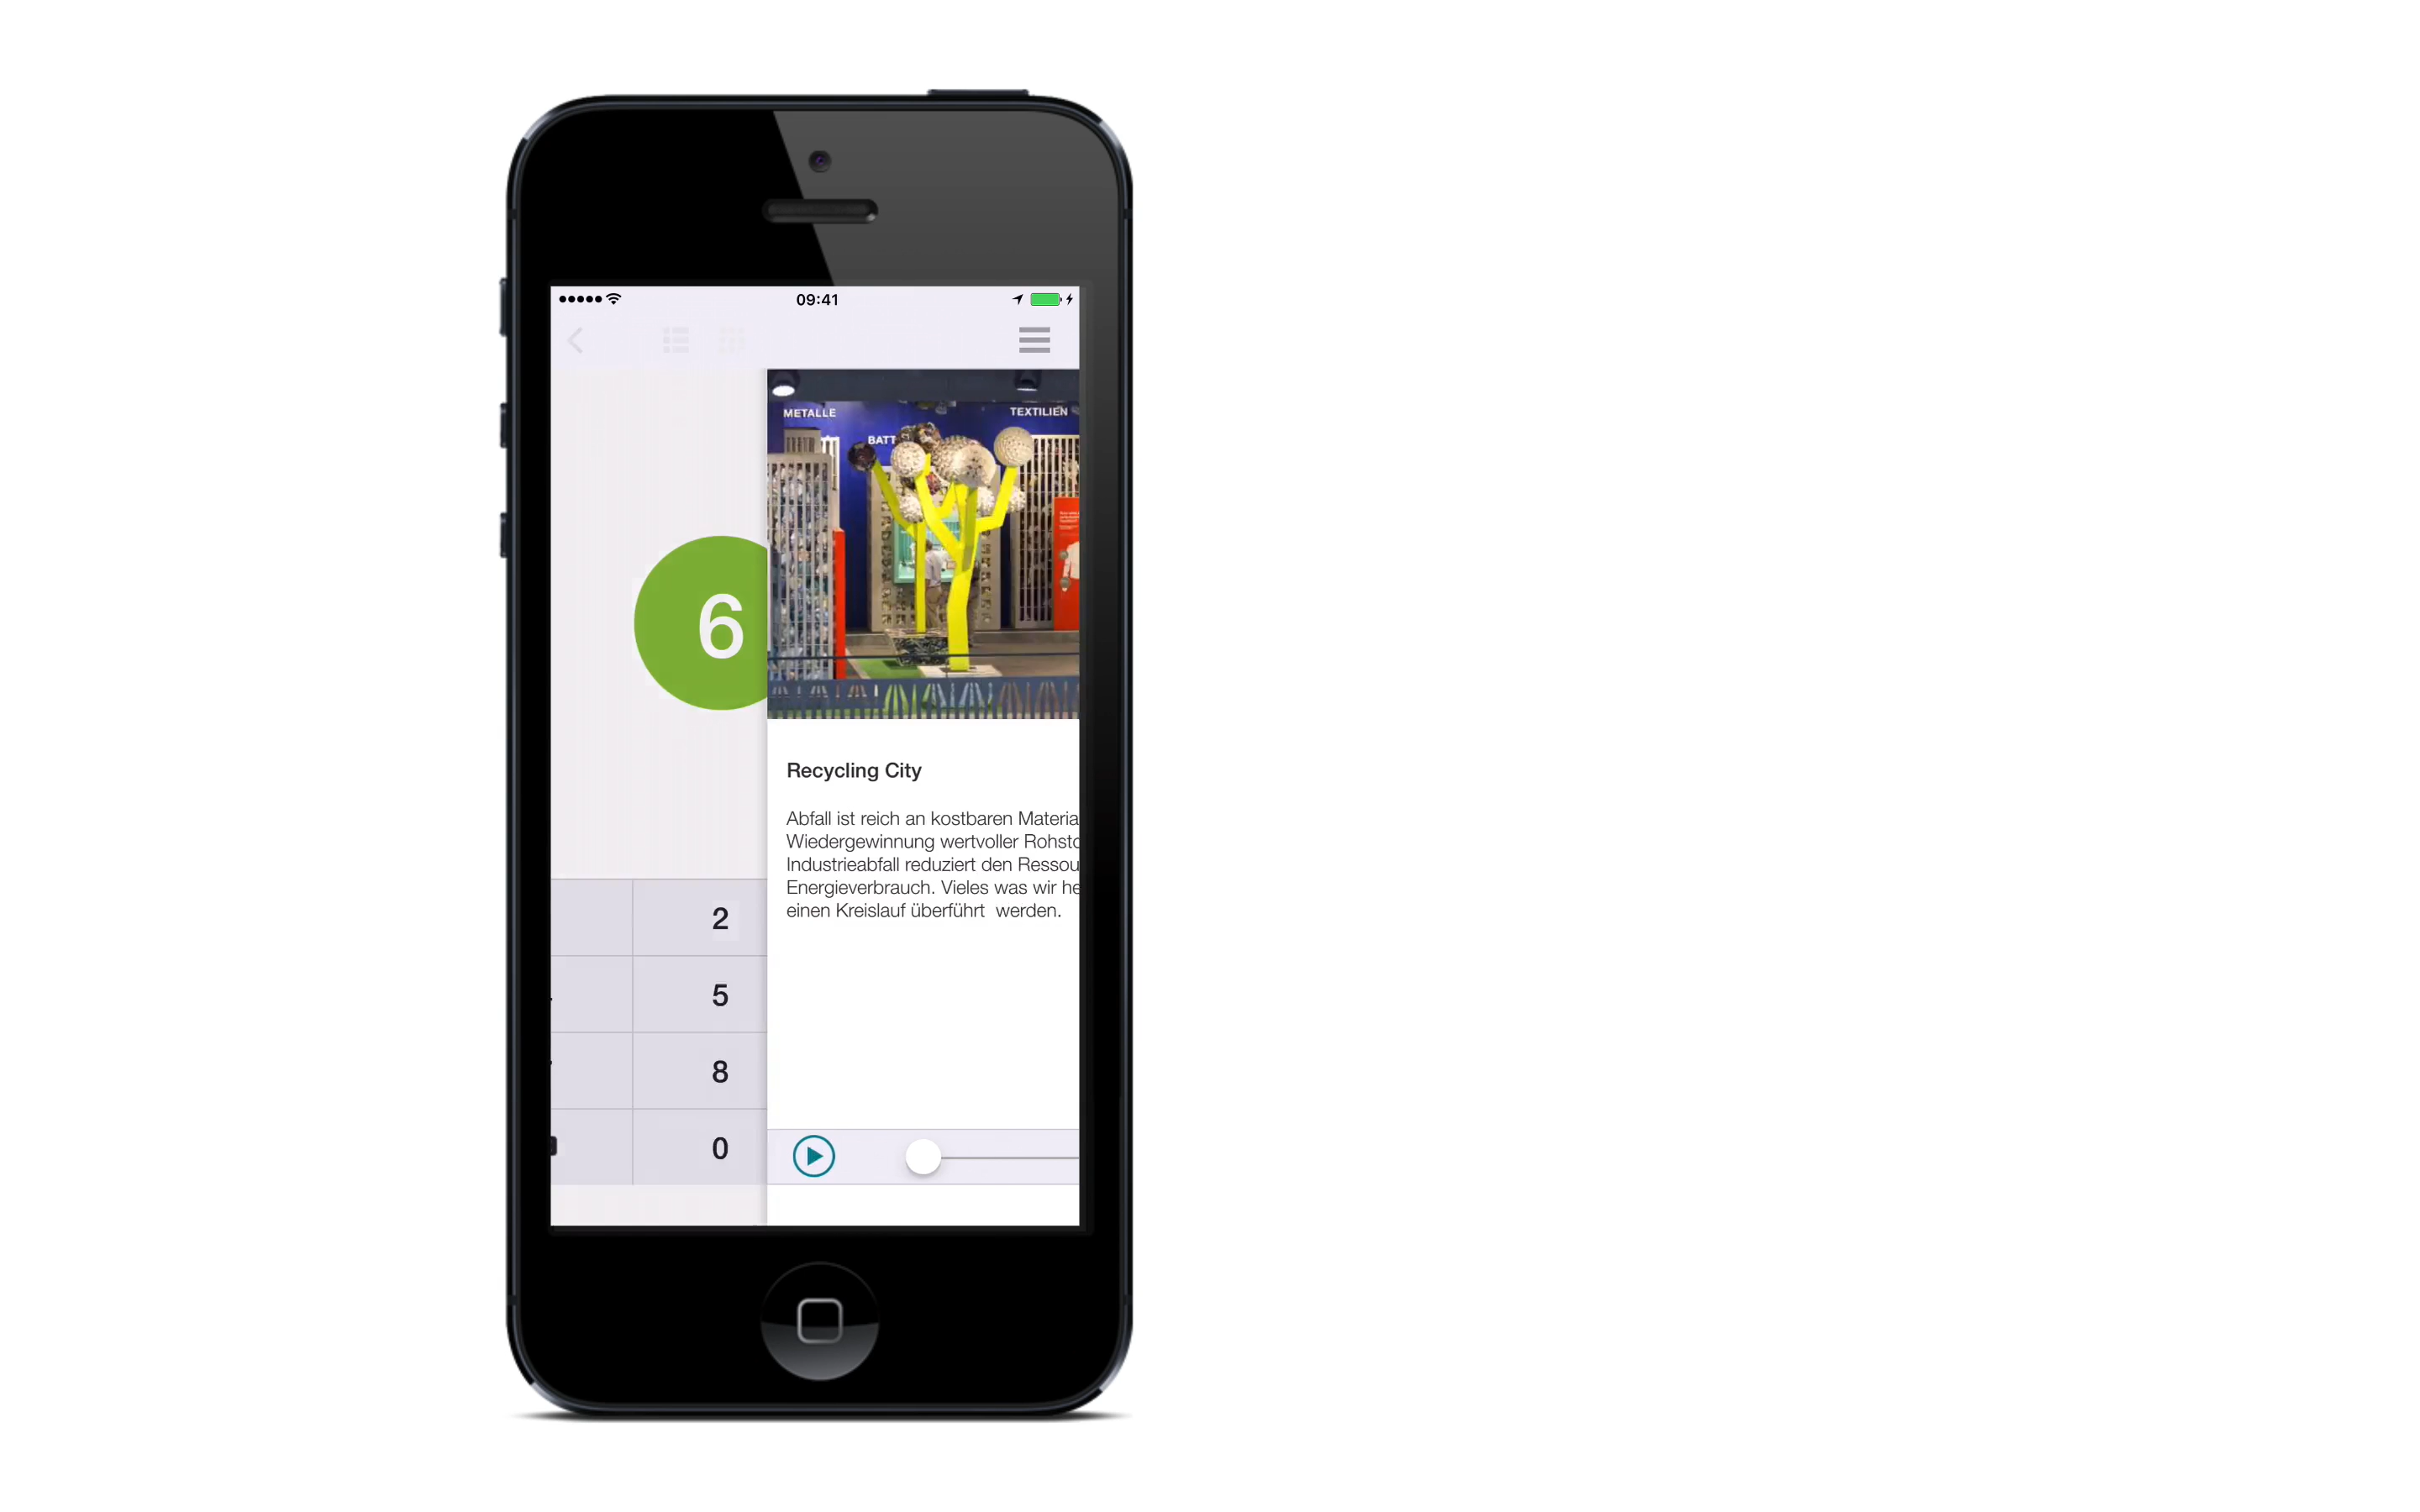 09:41
METALLE
TEXTILIEN
BATT
6
Recycling City
Abfall ist reich an kostbaren Materia
Wiedergewinnung wertvoller Rohsto
Industrieabfall reduziert den Ressou
Energieverbrauch. Vieles was wir he
einen Kreislauf überführt werden.
2
5
8
0